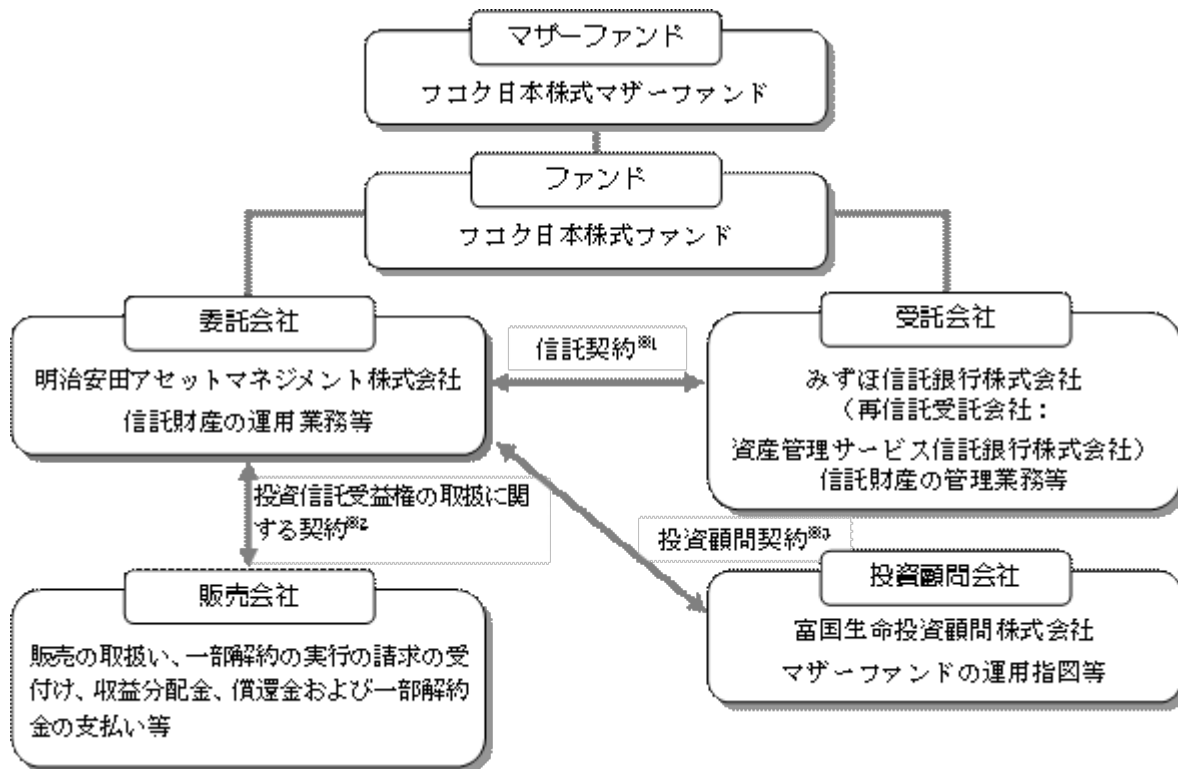 マザーファンド
フコク日本株式マザーファンド
ファンド
フコク日本株式ファンド
委託会社
明治安田アセットマネジメント株式会社
信託財産の運用業務等
信託契約※1
受託会社
みずほ信託銀行株式会社
（再信託受託会社：
資産管理サービス信託銀行株式会社）
信託財産の管理業務等
投資信託受益権の取扱に関
する契約※2
投資顧問契約※3
販売会社
販売の取扱い、一部解約の実行の請求の受
付け、収益分配金、償還金および一部解約
金の支払い等
投資顧問会社
富国生命投資顧問株式会社
マザーファンドの運用指図等